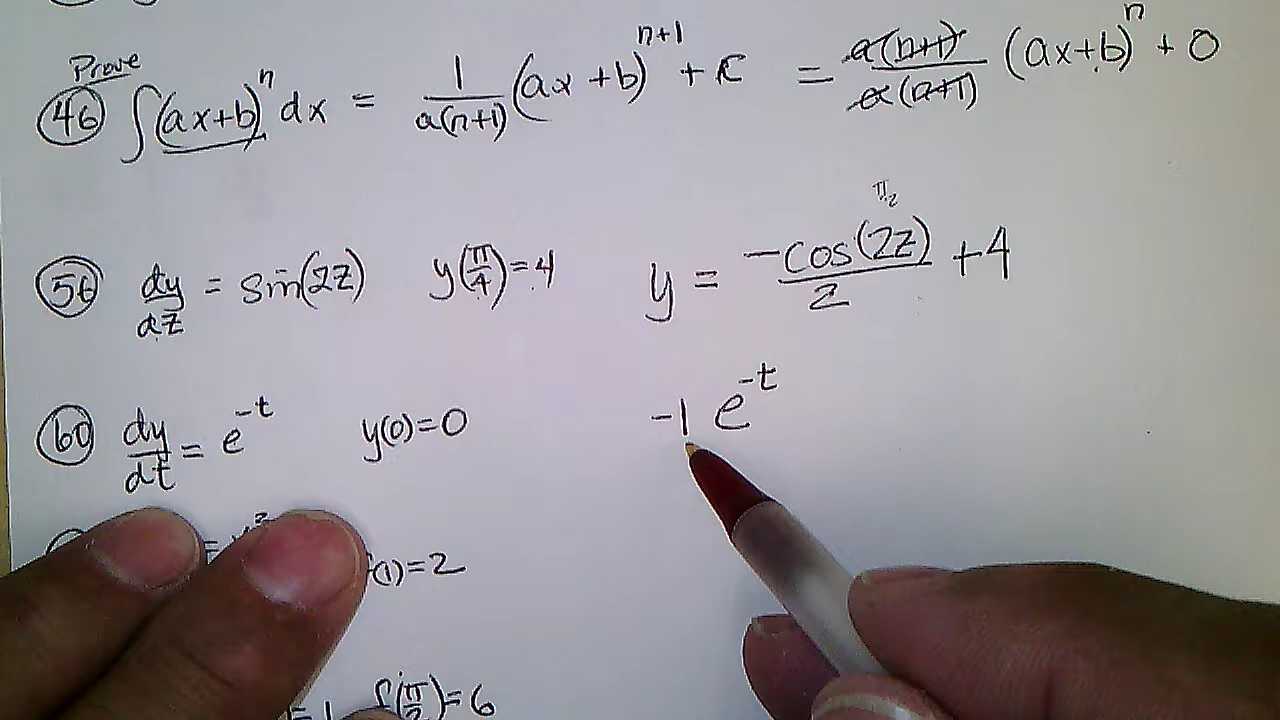 Prove
46 ∫(ax+b)^n dx = 1/a(n+1) (ax+b)^n+1 + C = a(n+1)/a(n+1) (ax+b)^n + 0
π/2
56 dy/dz = sin(2z) y(π/4)=4 y = -cos(2z)/2 + 4
60 dy/dt = e^-t y(0)=0 -1 e^-t
(1)=2
=1 f(π/2)=6